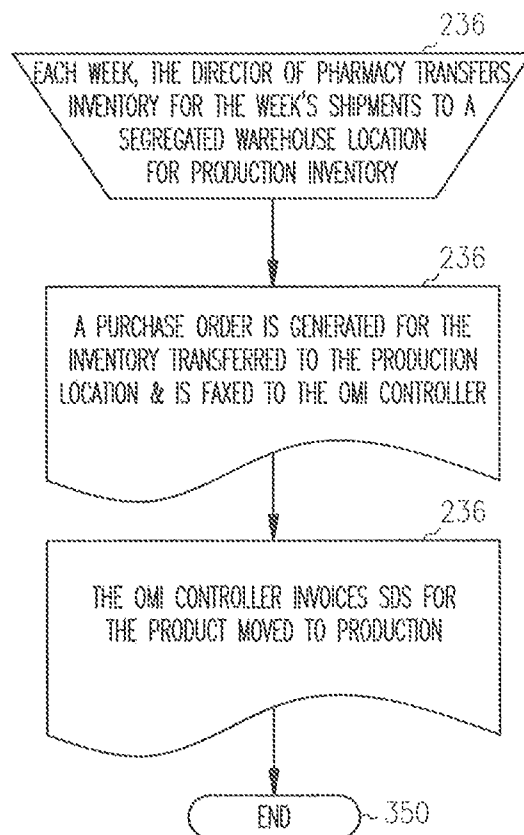 236
EACH WEEK, THE DIRECTOR OF PHARMACY TRANSFERS
INVENTORY FOR THE WEEK'S SHIPMENTS TO A
SEGREGATED WAREHOUSE LOCATION
FOR PRODUCTION INVENTORY
236
A PURCHASE ORDER IS GENERATED FOR THE
INVENTORY TRANSFERRED TO THE PRODUCTION
LOCATION & IS FAXED TO THE OMI CONTROLLER
236
THE OMI CONTROLLER INVOICES SDS FOR
THE PRODUCT MOVED TO PRODUCTION
END
350